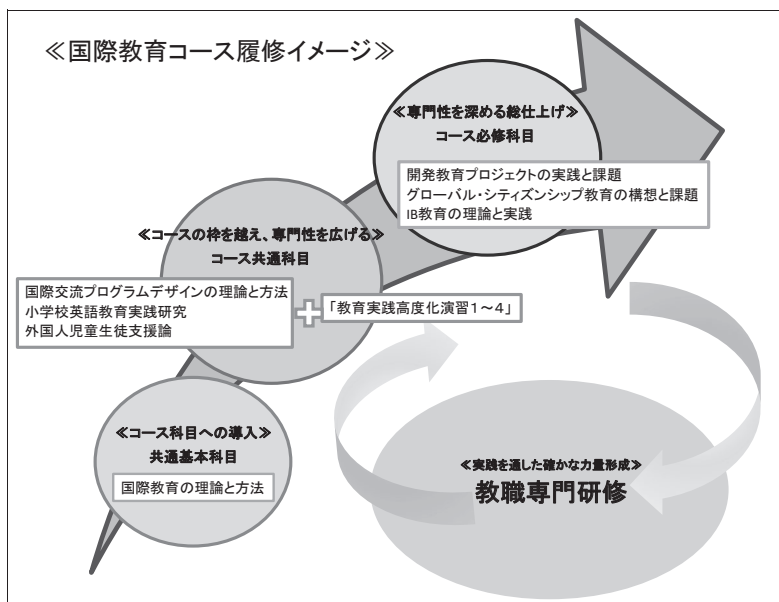 ≪国際教育コース履修イメージ≫
≪専門性を深める総仕上げ≫
コース必修科目
開発教育プロジェクトの実践と課題
グローバル・シティズンシップ教育の構想と課題
IB教育の理論と実践
≪コースの枠を越え、専門性を広げる≫
コース共通科目
国際交流プログラムデザインの理論と方法
小学校英語教育実践研究
外国人児童生徒支援論
「教育実践高度化演習1～4」
≪コース科目への導入≫
共通基本科目
国際教育の理論と方法
≪実践を通した確かな力量形成≫
教職専門研修